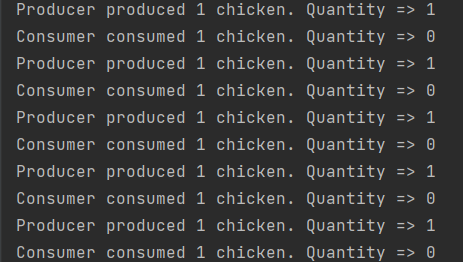 Producer produced 1 chicken. Quantity => 1
Consumer consumed 1 chicken. Quantity => 0
Producer produced 1 chicken. Quantity => 1
Consumer consumed 1 chicken. Quantity => 0
Producer produced 1 chicken. Quantity => 1
Consumer consumed 1 chicken. Quantity => 0
Producer produced 1 chicken. Quantity => 1
Consumer consumed 1 chicken. Quantity => 0
Producer produced 1 chicken. Quantity => 1
Consumer consumed 1 chicken. Quantity => 0